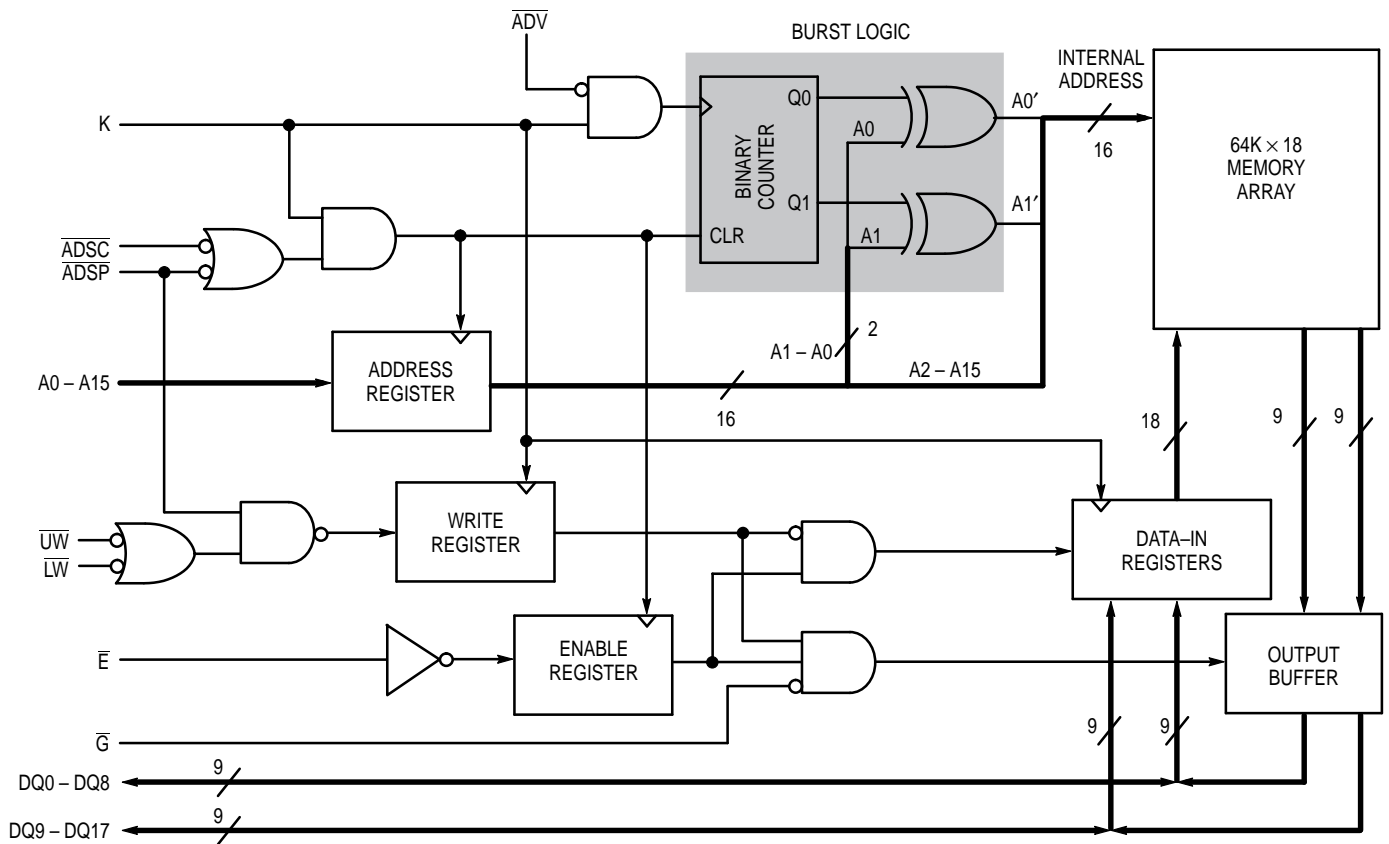 ADV
BURST LOGIC
INTERNAL
ADDRESS
K
Q0
A0
A0′
16
BINARY
COUNTER
64K × 18
MEMORY
ARRAY
Q1
A1
A1′
CLR
ADSC
ADSP
2
A1 – A0
A2 – A15
A0 – A15
ADDRESS
REGISTER
16
18
9
9
UW
LW
WRITE
REGISTER
DATA–IN
REGISTERS
E
ENABLE
REGISTER
OUTPUT
BUFFER
G
9
9
DQ0 – DQ8
9
DQ9 – DQ17
9